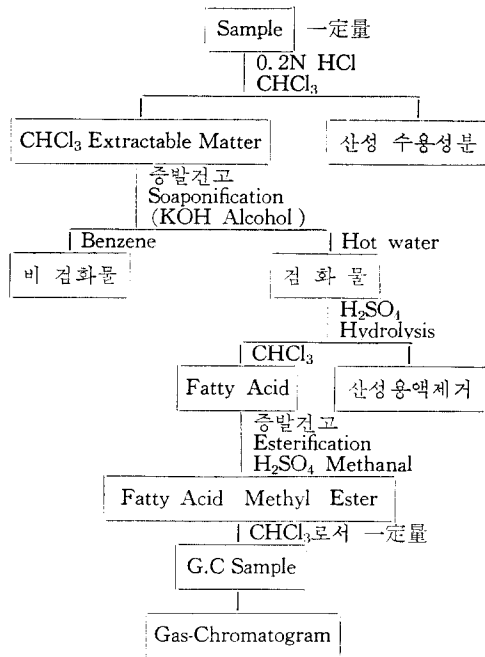 Sample 一定量
0.2N HCl
CHCl₃
CHCl₃ Extractable Matter 산성 수용성분
증발건고
Soaponification
(KOH Alcohol)
Benzene Hot water
비 검화물 검 화 물
H₂SO₄
Hydrolysis
CHCl₃
Fatty Acid 산성용액제거
증발건고
Esterification
H₂SO₄ Methanal
Fatty Acid Methyl Ester
CHCl₃로서 一定量
G.C Sample
Gas-Chromatogram